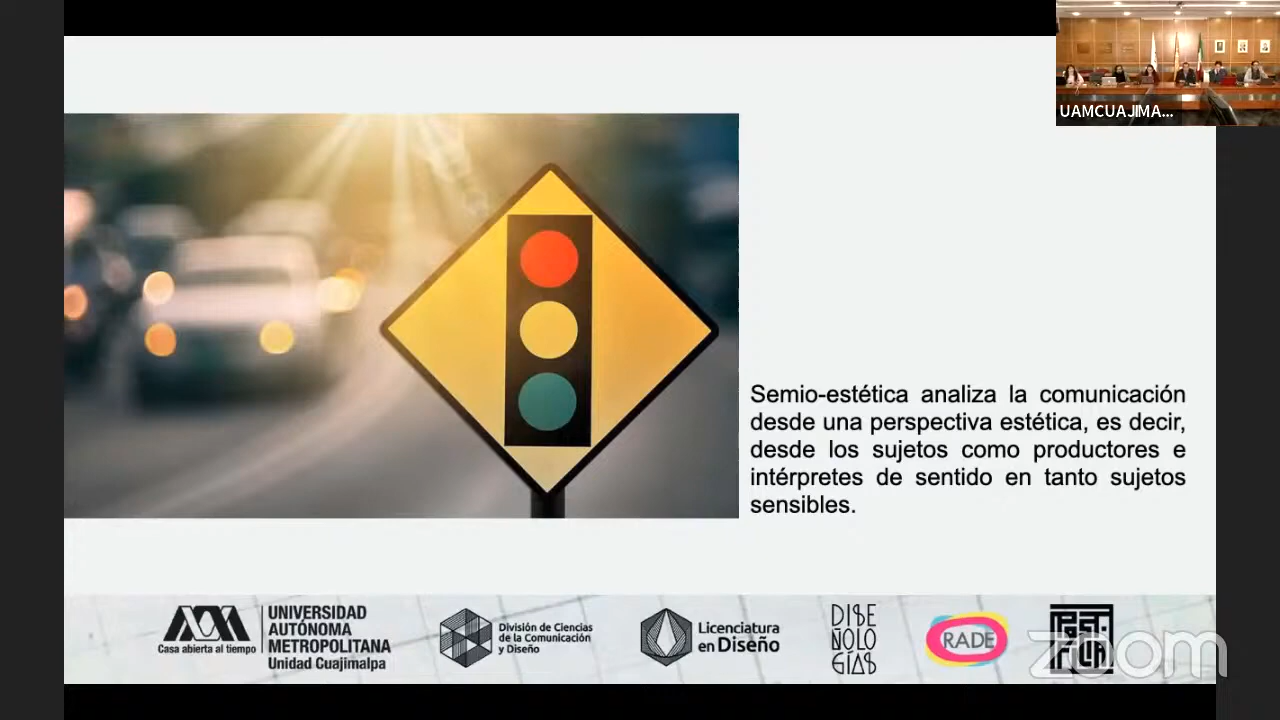 UAMCUAJIMA...
Semio-estética analiza la comunicación
desde una perspectiva estética, es decir,
desde los sujetos como productores e
intérpretes de sentido en tanto sujetos
sensibles.
Casa abierta al tiempo
UNIVERSIDAD
AUTÓNOMA
METROPOLITANA
Unidad Cuajimalpa
División de Ciencias
de la Comunicación
y Diseño
Licenciatura
en Diseño
DISE
ÑOLO
GÍAS
RADE
zoom